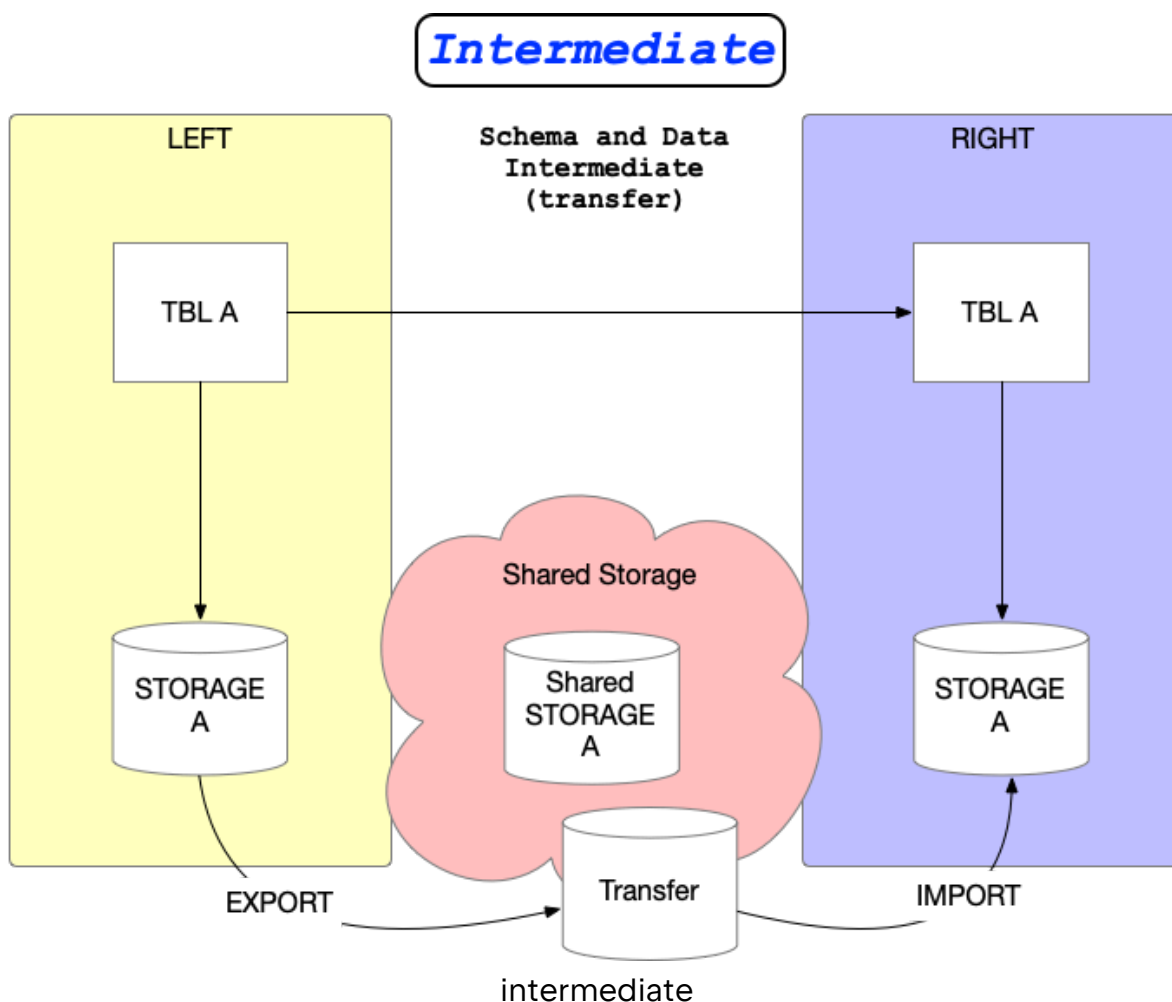 Intermediate
LEFT
Schema and Data
Intermediate
(transfer)
RIGHT
TBL A
TBL A
Shared Storage
STORAGE
A
Shared
STORAGE
A
STORAGE
A
Transfer
EXPORT
IMPORT
intermediate